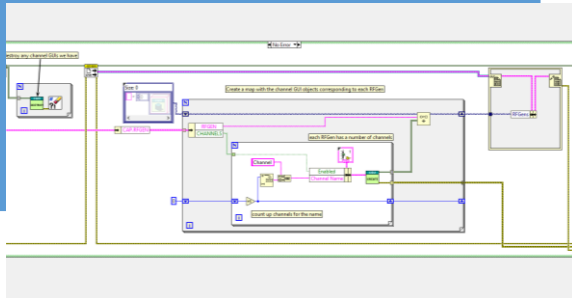 No Error
destroy any channel GUIs we have
Size 0
Create a map with the channel GUI objects corresponding to each RFGen
CAP.RFGEN
RFGEN
CHANNELS
each RFGen has a number of channels
Channel
Enabled
Channel Name
RFGens
count up channels for the name